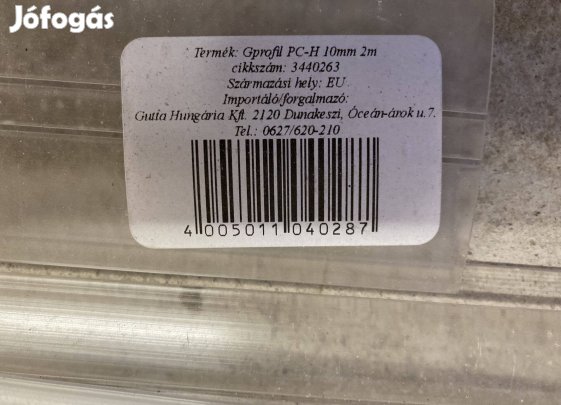 Jófogás
Termék: Gprofil PC-H 10mm 2m
cikkszám: 3440263
Származási hely: EU
Importáló/forgalmazó:
Gutta Hungária Kft. 2120 Dunakeszi, Óceán-árok u.7.
Tel.: 0627/620-210
4 005011 040287